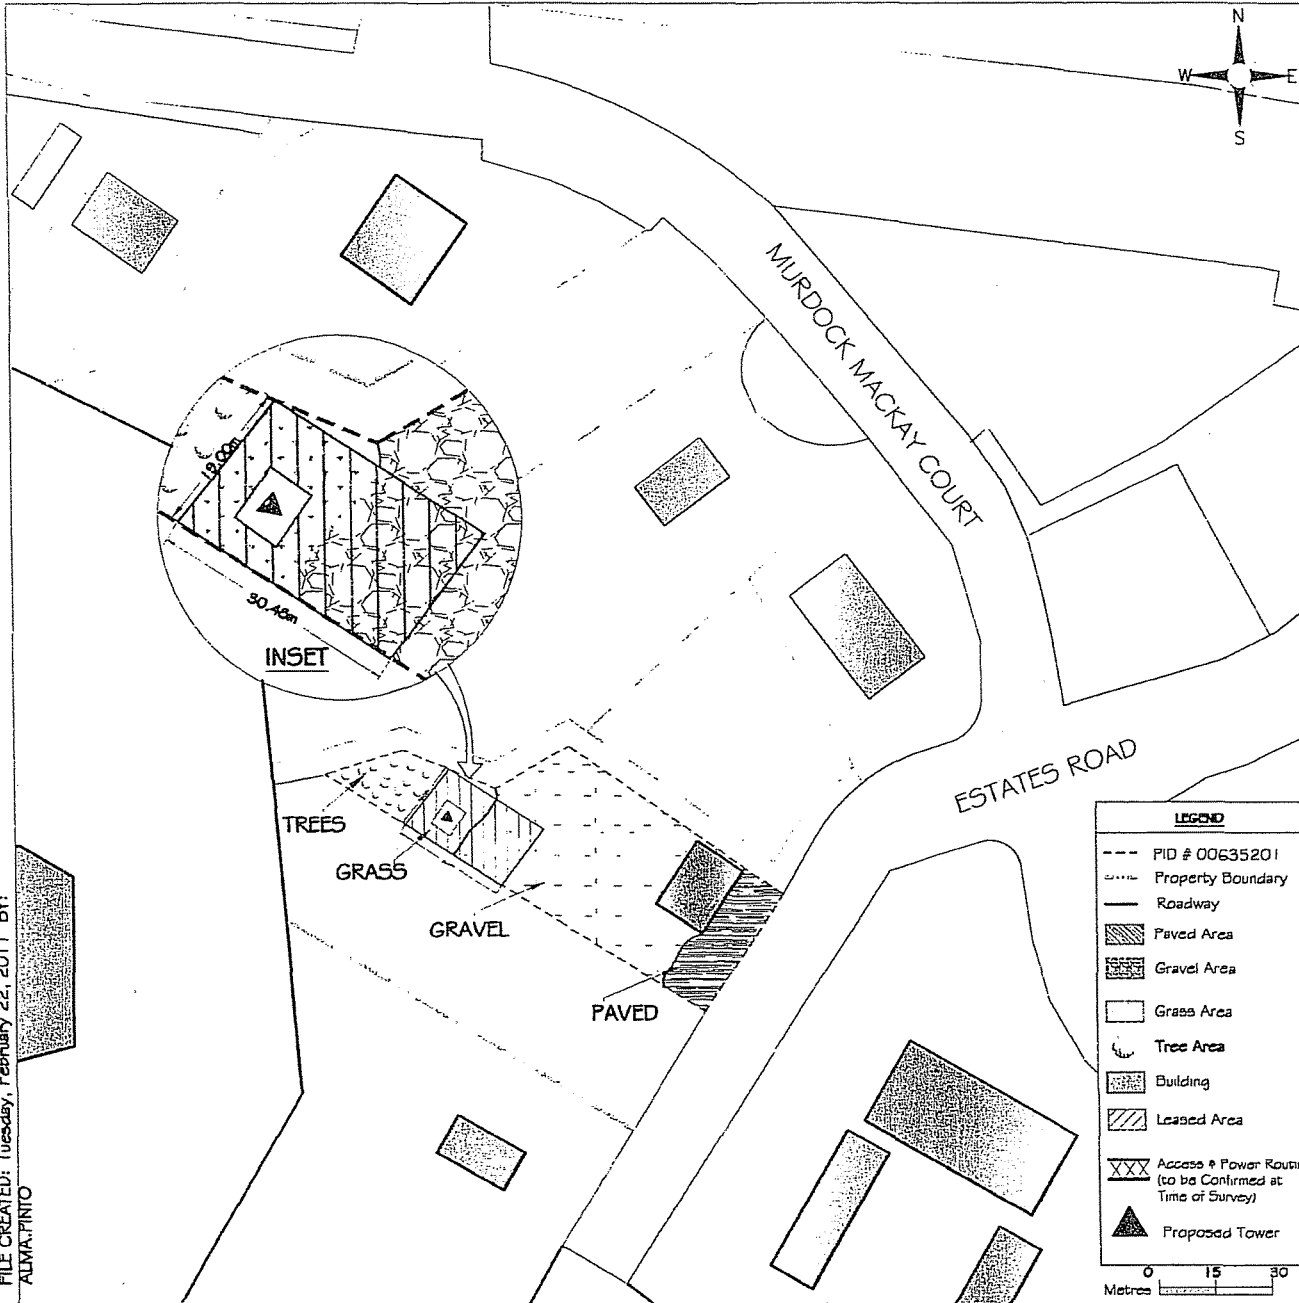 N
W E
S
MURDOCK MACKAY COURT
19.00m
30.48m
INSET
ESTATES ROAD
TREES
GRASS
GRAVEL
PAVED
LEGEND
PID # 00635201
Property Boundary
Roadway
Paved Area
Gravel Area
Grass Area
Tree Area
Building
Leased Area
Access & Power Routing
(to be Confirmed at
Time of Survey)
Proposed Tower
0 15 30
Metres
FILE CREATED: Tuesday, February 22, 2011 BY:
ALMA.PINTO